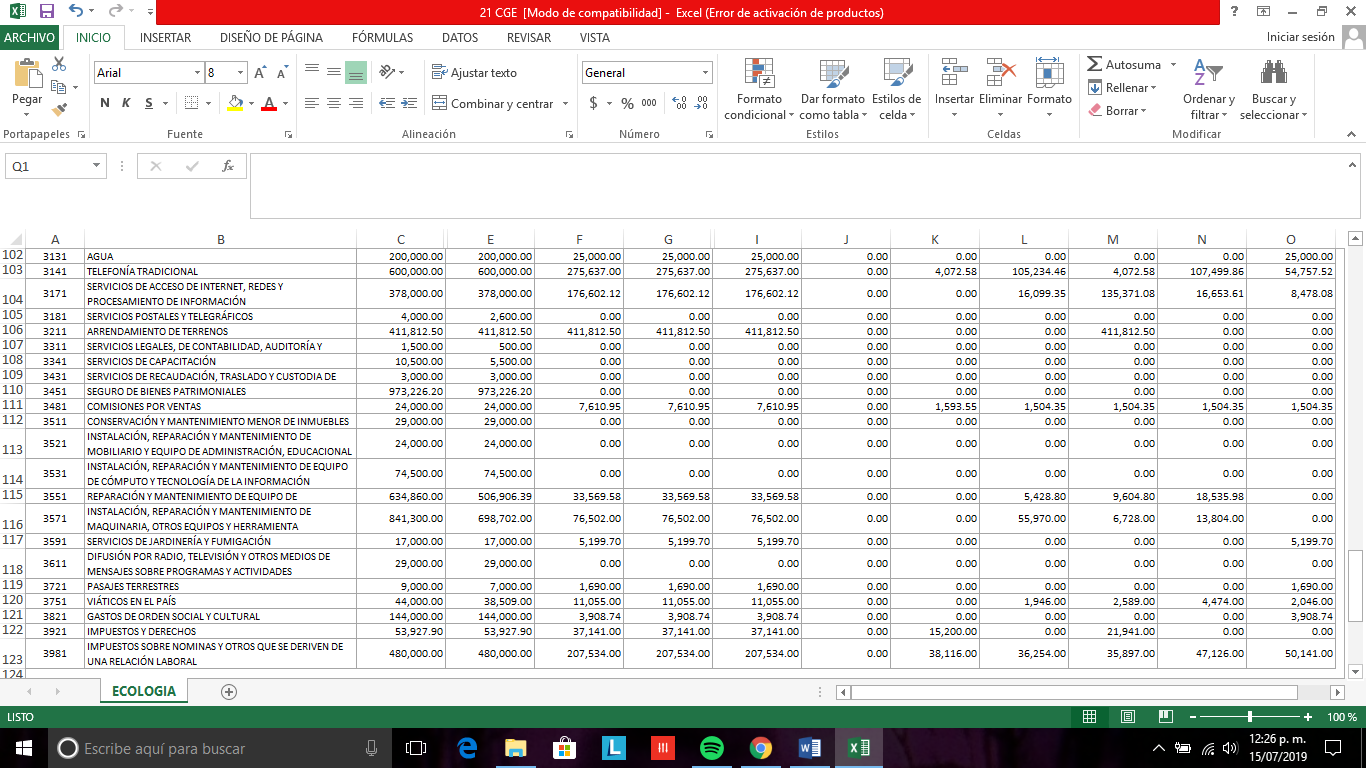 21 CGE [Modo de compatibilidad] - Excel (Error de activación de productos)
?
ARCHIVO INICIO INSERTAR DISEÑO DE PÁGINA FÓRMULAS DATOS REVISAR VISTA Iniciar sesión
Pegar
Portapapeles
Arial 8
N K S
Fuente
Ajustar texto
Combinar y centrar
Alineación
General
$ % 000
Número
Formato condicional
Dar formato como tabla
Estilos de celda
Estilos
Insertar Eliminar Formato
Celdas
Autosuma
Rellenar
Borrar
Ordenar y filtrar
Buscar y seleccionar
Modificar
Q1 fx
A B C E F G I J K L M N O
102 3131 AGUA 200,000.00 200,000.00 25,000.00 25,000.00 25,000.00 0.00 0.00 0.00 0.00 0.00 25,000.00
103 3141 TELEFONÍA TRADICIONAL 600,000.00 600,000.00 275,637.00 275,637.00 275,637.00 0.00 4,072.58 105,234.46 4,072.58 107,499.86 54,757.52
104 3171 SERVICIOS DE ACCESO DE INTERNET, REDES Y
PROCESAMIENTO DE INFORMACIÓN 378,000.00 378,000.00 176,602.12 176,602.12 176,602.12 0.00 0.00 16,099.35 135,371.08 16,653.61 8,478.08
105 3181 SERVICIOS POSTALES Y TELEGRÁFICOS 4,000.00 2,600.00 0.00 0.00 0.00 0.00 0.00 0.00 0.00 0.00 0.00
106 3211 ARRENDAMIENTO DE TERRENOS 411,812.50 411,812.50 411,812.50 411,812.50 411,812.50 0.00 0.00 0.00 411,812.50 0.00 0.00
107 3311 SERVICIOS LEGALES, DE CONTABILIDAD, AUDITORÍA Y 1,500.00 500.00 0.00 0.00 0.00 0.00 0.00 0.00 0.00 0.00 0.00
108 3341 SERVICIOS DE CAPACITACIÓN 10,500.00 5,500.00 0.00 0.00 0.00 0.00 0.00 0.00 0.00 0.00 0.00
109 3431 SERVICIOS DE RECAUDACIÓN, TRASLADO Y CUSTODIA DE 3,000.00 3,000.00 0.00 0.00 0.00 0.00 0.00 0.00 0.00 0.00 0.00
110 3451 SEGURO DE BIENES PATRIMONIALES 973,226.20 973,226.20 0.00 0.00 0.00 0.00 0.00 0.00 0.00 0.00 0.00
111 3481 COMISIONES POR VENTAS 24,000.00 24,000.00 7,610.95 7,610.95 7,610.95 0.00 1,593.55 1,504.35 1,504.35 1,504.35 1,504.35
112 3511 CONSERVACIÓN Y MANTENIMIENTO MENOR DE INMUEBLES 29,000.00 29,000.00 0.00 0.00 0.00 0.00 0.00 0.00 0.00 0.00 0.00
113 3521 INSTALACIÓN, REPARACIÓN Y MANTENIMIENTO DE
MOBILIARIO Y EQUIPO DE ADMINISTRACIÓN, EDUCACIONAL 24,000.00 24,000.00 0.00 0.00 0.00 0.00 0.00 0.00 0.00 0.00 0.00
114 3531 INSTALACIÓN, REPARACIÓN Y MANTENIMIENTO DE EQUIPO
DE CÓMPUTO Y TECNOLOGÍA DE LA INFORMACIÓN 74,500.00 74,500.00 0.00 0.00 0.00 0.00 0.00 0.00 0.00 0.00 0.00
115 3551 REPARACIÓN Y MANTENIMIENTO DE EQUIPO DE 634,860.00 506,906.39 33,569.58 33,569.58 33,569.58 0.00 0.00 5,428.80 9,604.80 18,535.98 0.00
116 3571 INSTALACIÓN, REPARACIÓN Y MANTENIMIENTO DE
MAQUINARIA, OTROS EQUIPOS Y HERRAMIENTA 841,300.00 698,702.00 76,502.00 76,502.00 76,502.00 0.00 0.00 55,970.00 6,728.00 13,804.00 0.00
117 3591 SERVICIOS DE JARDINERÍA Y FUMIGACIÓN 17,000.00 17,000.00 5,199.70 5,199.70 5,199.70 0.00 0.00 0.00 0.00 0.00 5,199.70
118 3611 DIFUSIÓN POR RADIO, TELEVISIÓN Y OTROS MEDIOS DE
MENSAJES SOBRE PROGRAMAS Y ACTIVIDADES 29,000.00 29,000.00 0.00 0.00 0.00 0.00 0.00 0.00 0.00 0.00 0.00
119 3721 PASAJES TERRESTRES 9,000.00 7,000.00 1,690.00 1,690.00 1,690.00 0.00 0.00 0.00 0.00 0.00 1,690.00
120 3751 VIÁTICOS EN EL PAÍS 44,000.00 38,509.00 11,055.00 11,055.00 11,055.00 0.00 0.00 1,946.00 2,589.00 4,474.00 2,046.00
121 3821 GASTOS DE ORDEN SOCIAL Y CULTURAL 144,000.00 144,000.00 3,908.74 3,908.74 3,908.74 0.00 0.00 0.00 0.00 0.00 3,908.74
122 3921 IMPUESTOS Y DERECHOS 53,927.90 53,927.90 37,141.00 37,141.00 37,141.00 0.00 15,200.00 0.00 21,941.00 0.00 0.00
123 3981 IMPUESTOS SOBRE NOMINAS Y OTROS QUE SE DERIVEN DE
UNA RELACIÓN LABORAL 480,000.00 480,000.00 207,534.00 207,534.00 207,534.00 0.00 38,116.00 36,254.00 35,897.00 47,126.00 50,141.00
124
ECOLOGIA
LISTO 100 %
Escribe aquí para buscar
12:26 p. m.
15/07/2019